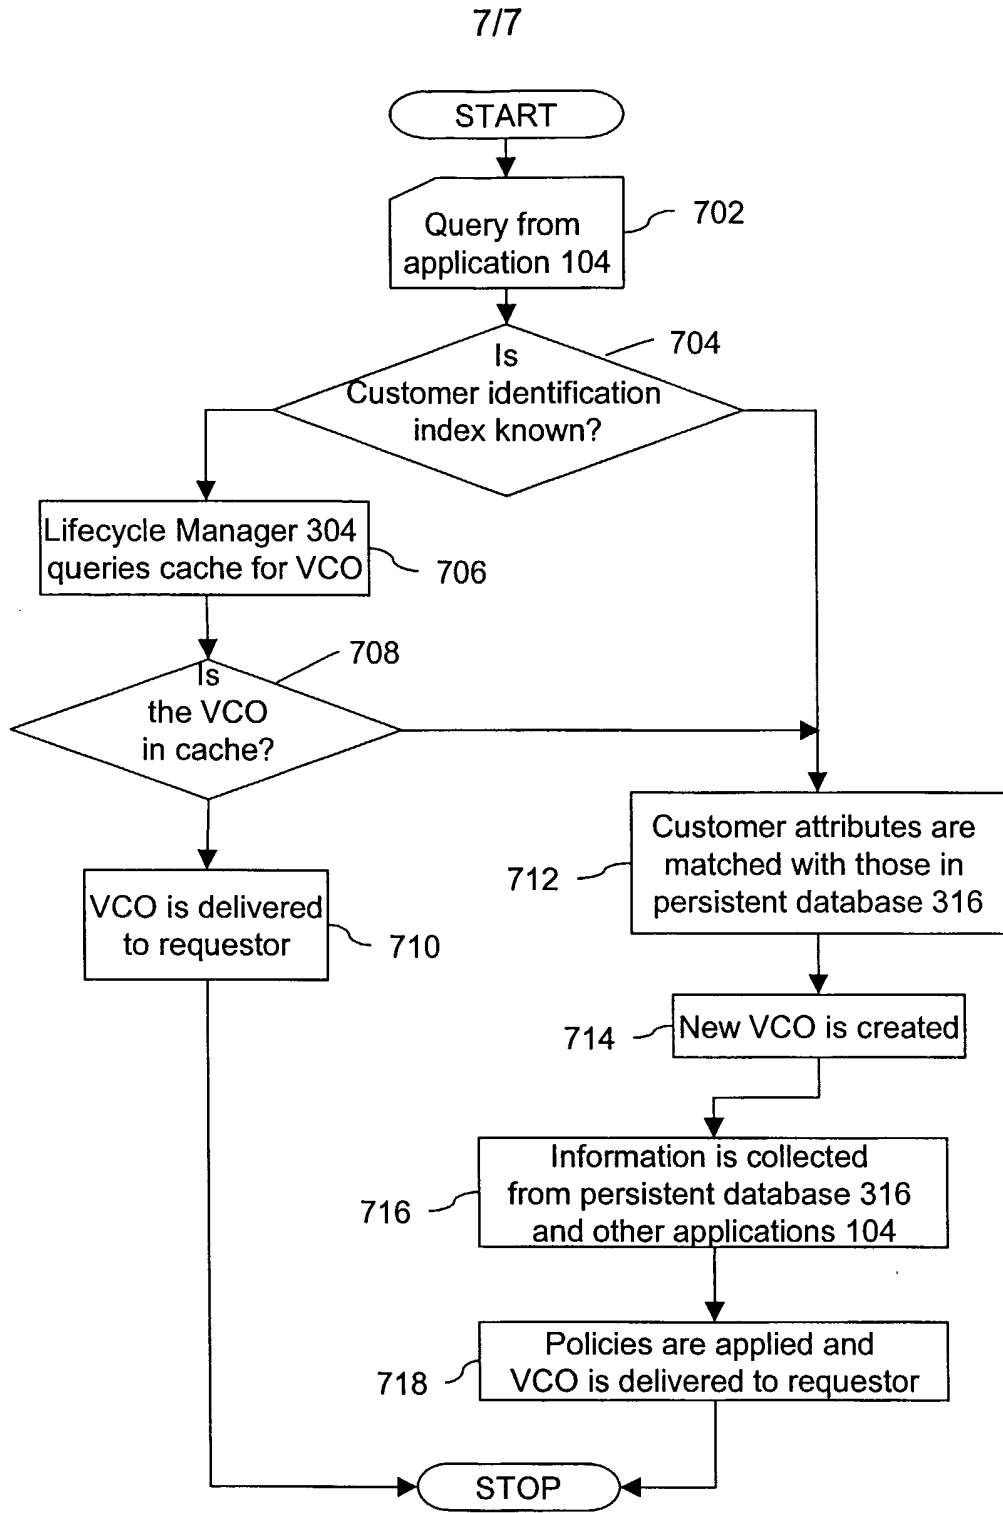 7/7
START
Query from
application 104
702
Is
Customer identification
index known?
704
Lifecycle Manager 304
queries cache for VCO
706
Is
the VCO
in cache?
708
VCO is delivered
to requestor
710
Customer attributes are
matched with those in
persistent database 316
712
New VCO is created
714
Information is collected
from persistent database 316
and other applications 104
716
Policies are applied and
VCO is delivered to requestor
718
STOP